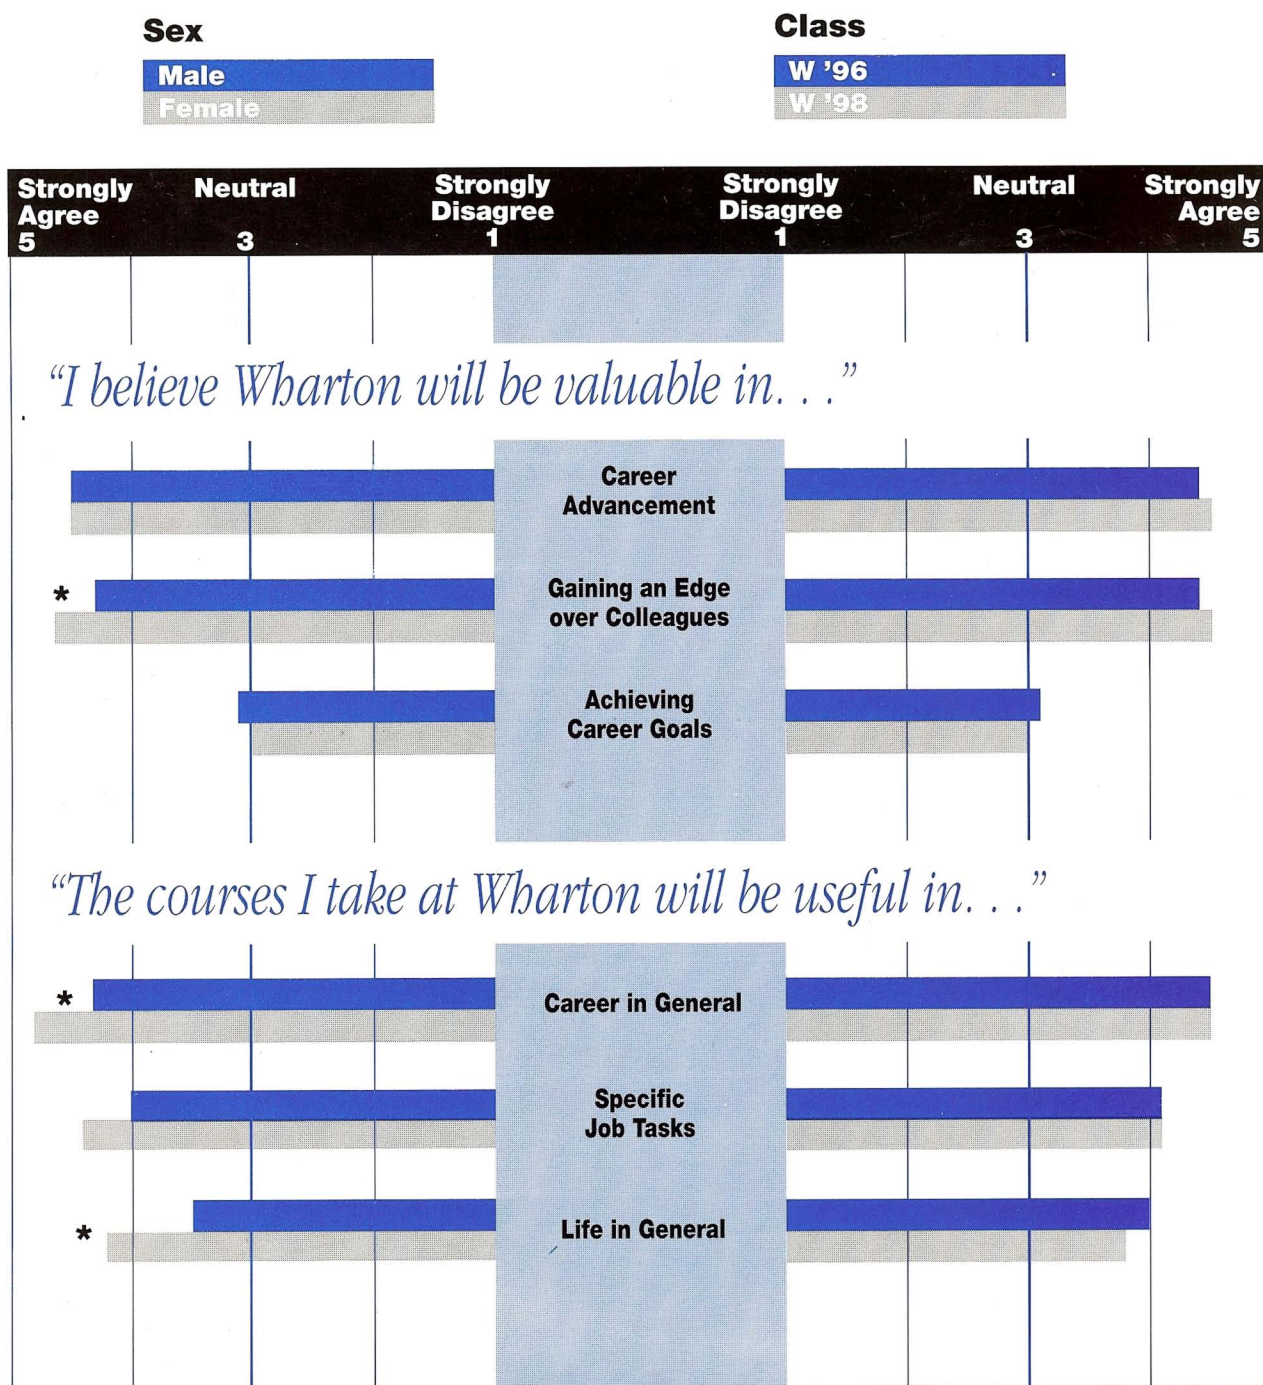 Sex
Male
Female
Class
W '96
W '98
Strongly Agree 5
Neutral 3
Strongly Disagree 1
Strongly Disagree 1
Neutral 3
Strongly Agree 5
“I believe Wharton will be valuable in. . .”
Career
Advancement
*
Gaining an Edge
over Colleagues
Achieving
Career Goals
“The courses I take at Wharton will be useful in. . .”
*
Career in General
Specific
Job Tasks
*
Life in General